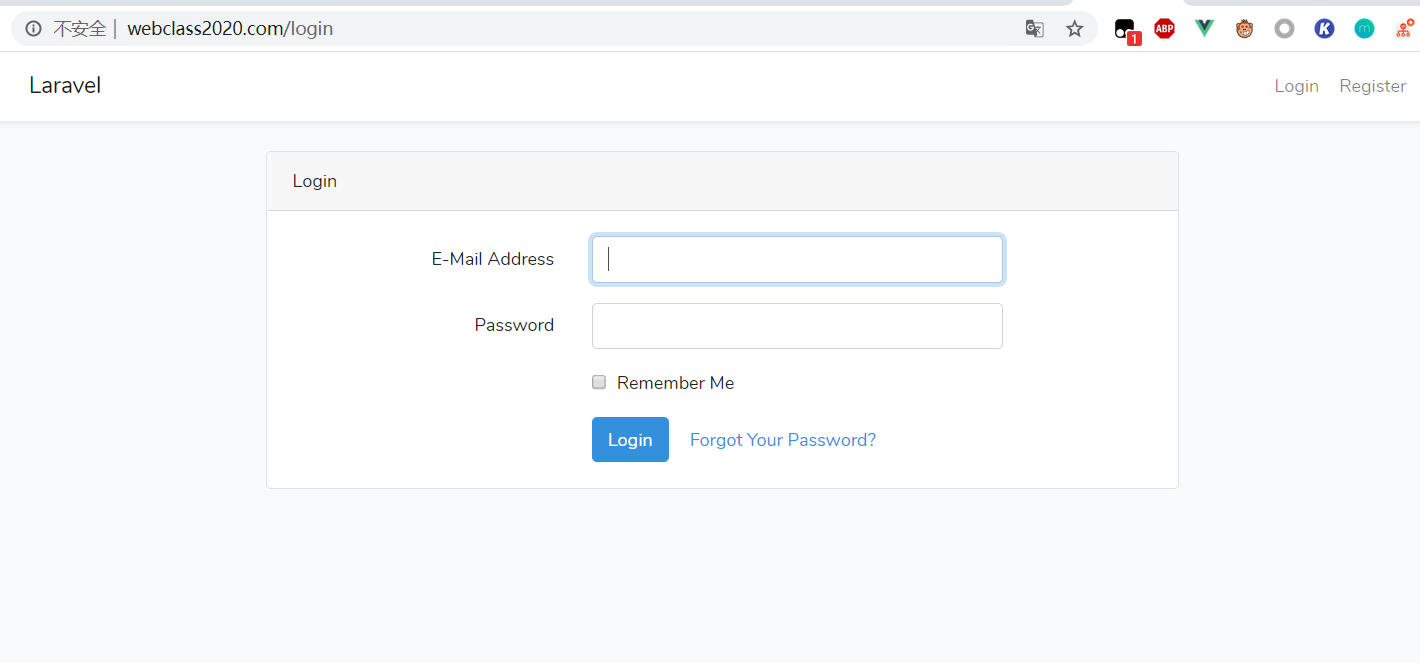 不安全 | webclass2020.com/login
1
ABP
K
m
Laravel
Login Register
Login
E-Mail Address
Password
Remember Me
Login Forgot Your Password?